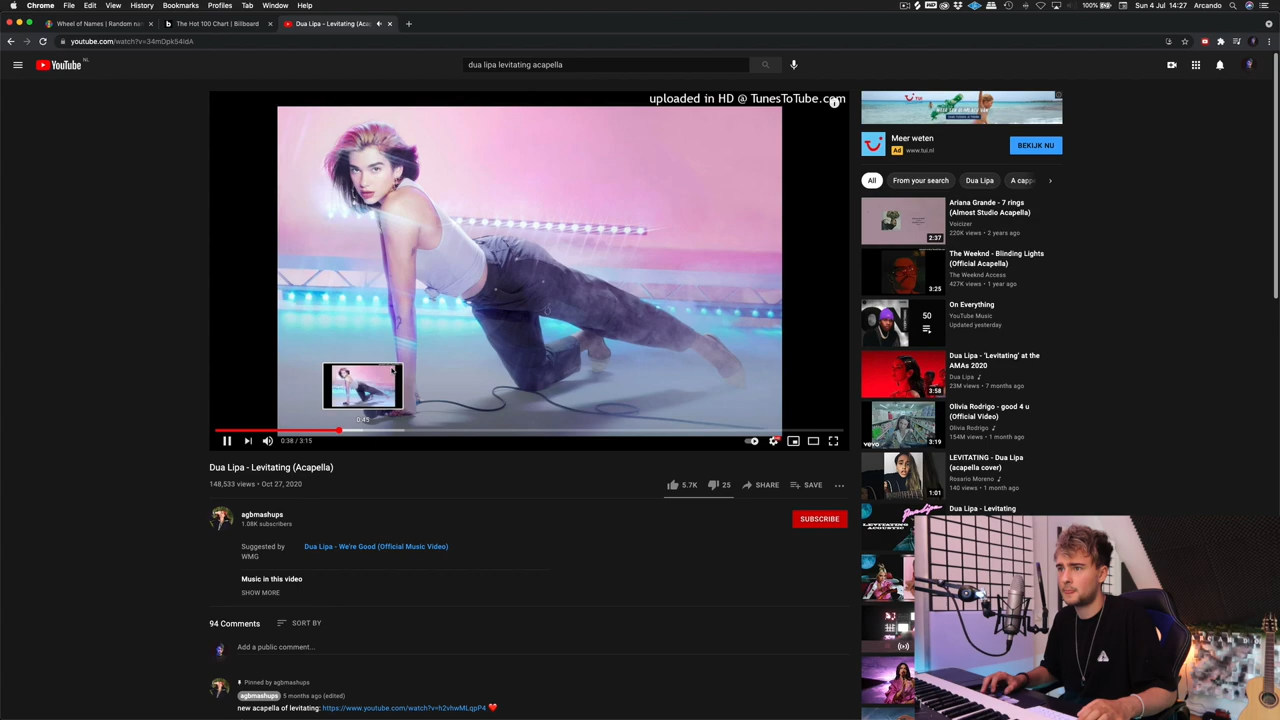 Chrome File Edit View History Bookmarks Profiles Tab Window Help
100% Sun 4 Jul 14:27 Arcando
Wheel of Names | Random na
The Hot 100 Chart | Billboard
Dua Lipa - Levitating (Aca
youtube.com/watch?v=34mDpk54IdA
YouTube NL
dua lipa levitating acapella
uploaded in HD @ TunesToTube.com
0:45
0:38 / 3:15
Dua Lipa - Levitating (Acapella)
148,533 views • Oct 27, 2020
5.7K
25
SHARE
SAVE
agbmashups
1.08K subscribers
SUBSCRIBE
Suggested by
WMG
Dua Lipa - We're Good (Official Music Video)
Music in this video
SHOW MORE
94 Comments
SORT BY
Add a public comment...
Pinned by agbmashups
agbmashups 5 months ago (edited)
new acapella of levitating: https://www.youtube.com/watch?v=h2vhwMLqpP4
TUI
Meer weten
Ad www.tui.nl
BEKIJK NU
All
From your search
Dua Lipa
A capp
Ariana Grande - 7 rings
(Almost Studio Acapella)
Voicizer
220K views • 2 years ago
2:37
The Weeknd - Blinding Lights
(Official Acapella)
The Weeknd Access
427K views • 1 year ago
3:25
On Everything
YouTube Music
Updated yesterday
50
Dua Lipa - 'Levitating' at the
AMAs 2020
Dua Lipa
23M views • 7 months ago
3:58
Olivia Rodrigo - good 4 u
(Official Video)
Olivia Rodrigo
154M views • 1 month ago
vevo
3:19
LEVITATING - Dua Lipa
(acapella cover)
Rosario Moreno
140 views • 1 month ago
1:01
Dua Lipa - Levitating
LEVITATING
ACOUSTIC